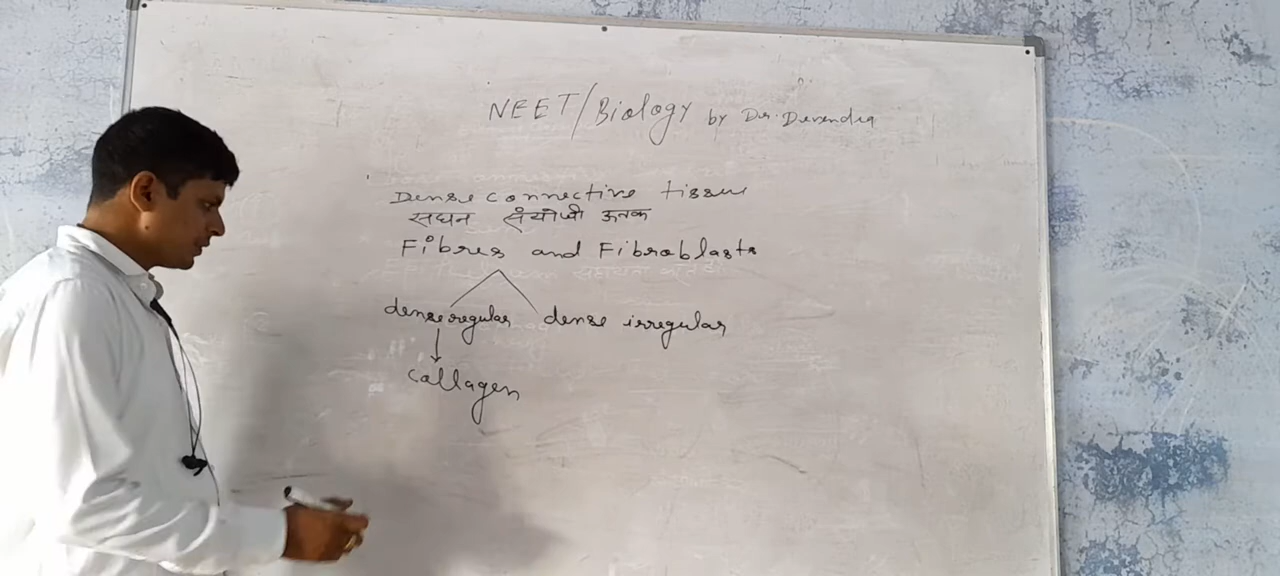 NEET/Biology by Dr. Devendra
Dense connective tissue
सघन संयोजी ऊतक
Fibres and Fibroblasts
dense regular dense irregular
collagen